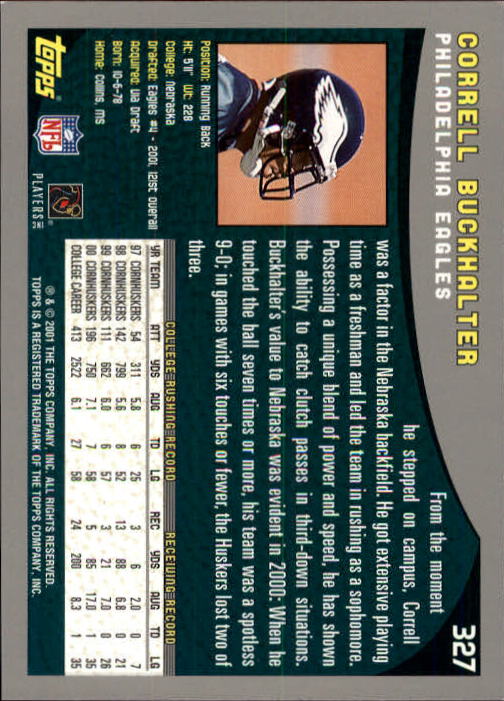 327
CORRELL BUCKHALTER
PHILADELPHIA EAGLES
From the moment
he stepped on campus, Correll
was a factor in the Nebraska backfield. He got extensive playing
time as a freshman and led the team in rushing as a sophomore.
Possessing a unique blend of power and speed, he has shown
the ability to catch clutch passes in third-down situations.
Buckhalter's value to Nebraska was evident in 2000: When he
touched the ball seven times or more, his team was a spotless
9-0; in games with six touches or fewer, the Huskers lost two of
three.
Position: Running Back
Ht: 5'11" Wt: 228
College: Nebraska
Drafted: Eagles #4 - 2001, 121st overall
Acquired: Via Draft
Born: 10-6-78
Home: Collins, MS
COLLEGE RUSHING RECORD RECEIVING RECORD
YR TEAM ATT YDS AVG TD LG REC YDS AVG TD LG
97 CORNHUSKERS 54 311 5.8 6 25 3 6 2.0 0 7
98 CORNHUSKERS 142 799 5.6 8 52 13 88 6.8 0 21
99 CORNHUSKERS 111 662 6.0 6 57 3 21 7.0 0 26
00 CORNHUSKERS 196 750 7.1 7 58 5 85 17.0 1 35
COLLEGE CAREER 413 2522 6.1 27 58 24 200 8.3 1 35
Topps
NFL
PLAYERS INC
® & © 2001 THE TOPPS COMPANY, INC. ALL RIGHTS RESERVED.
TOPPS IS A REGISTERED TRADEMARK OF THE TOPPS COMPANY, INC.